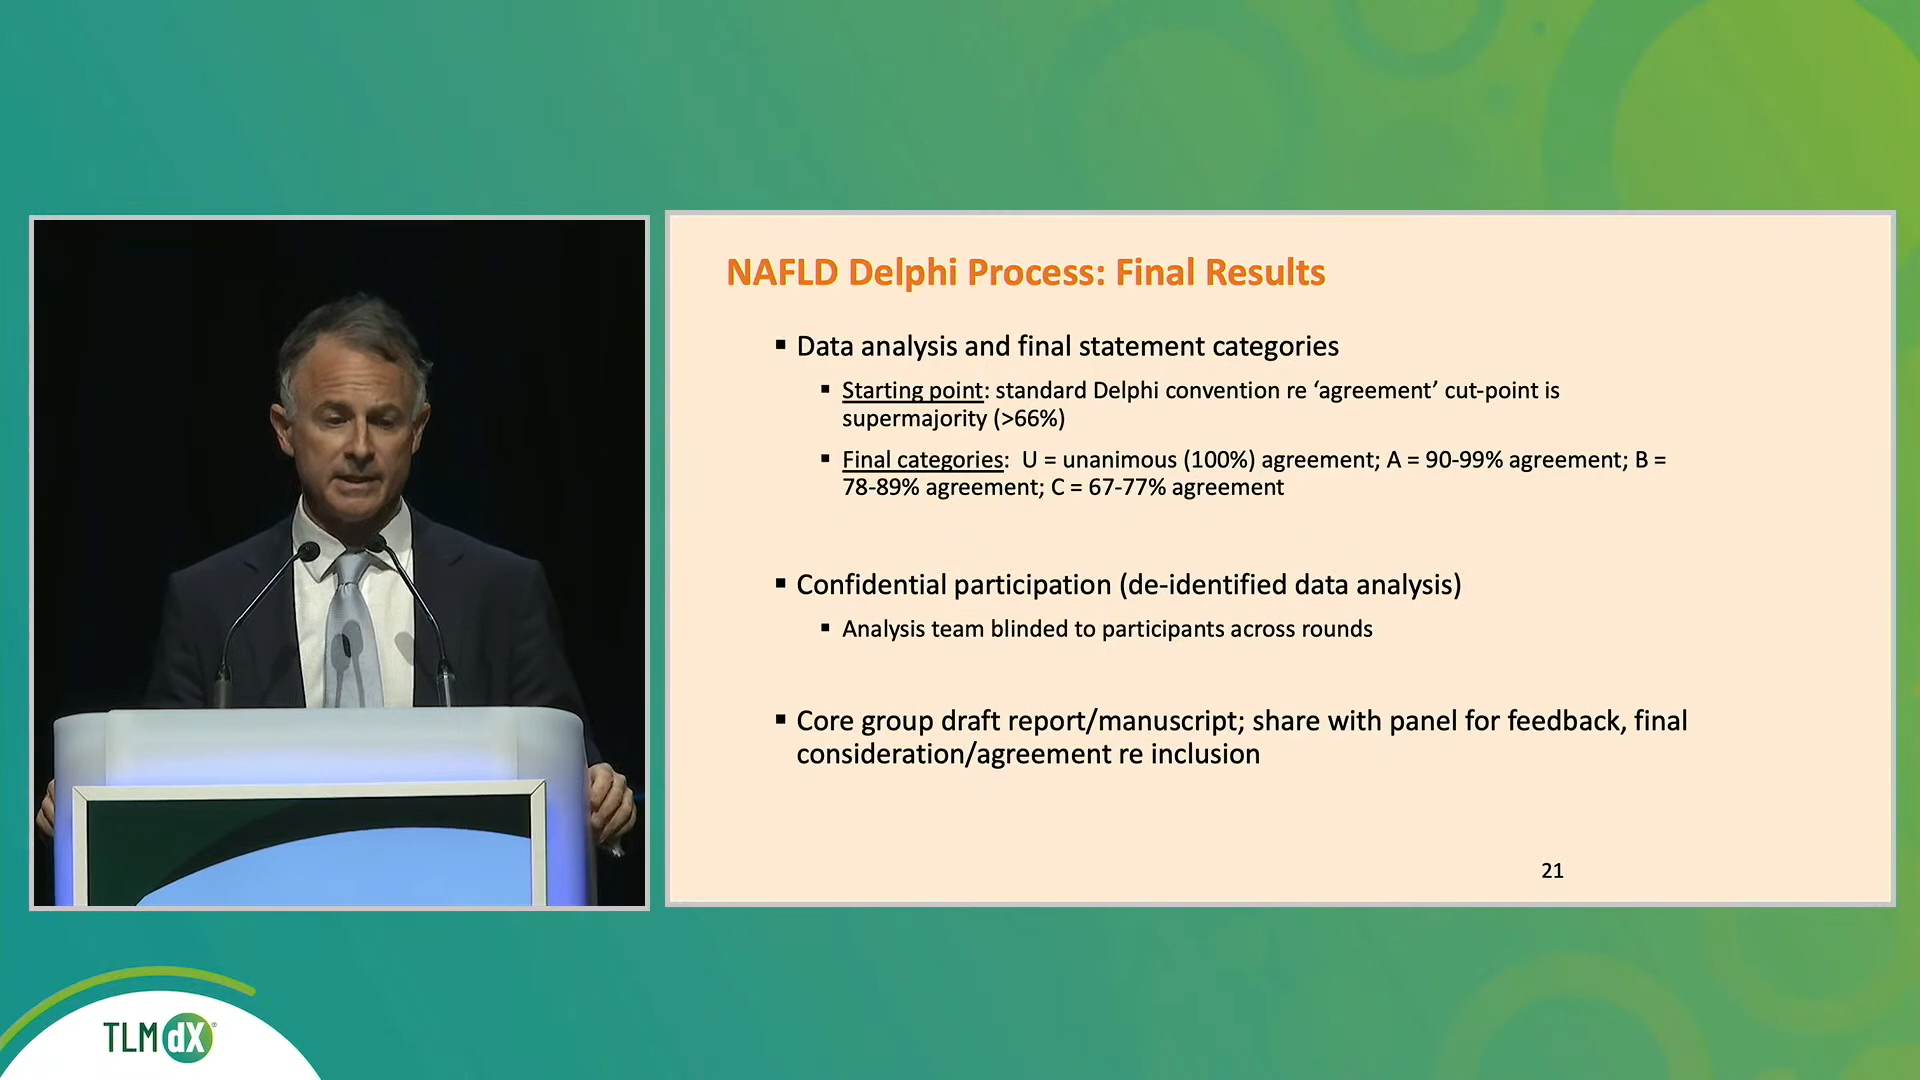 NAFLD Delphi Process: Final Results
▪ Data analysis and final statement categories
▪ Starting point: standard Delphi convention re ‘agreement’ cut-point is
supermajority (>66%)
▪ Final categories:  U = unanimous (100%) agreement; A = 90-99% agreement; B =
78-89% agreement; C = 67-77% agreement
▪ Confidential participation (de-identified data analysis)
▪ Analysis team blinded to participants across rounds
▪ Core group draft report/manuscript; share with panel for feedback, final
consideration/agreement re inclusion
21
TLMdX®